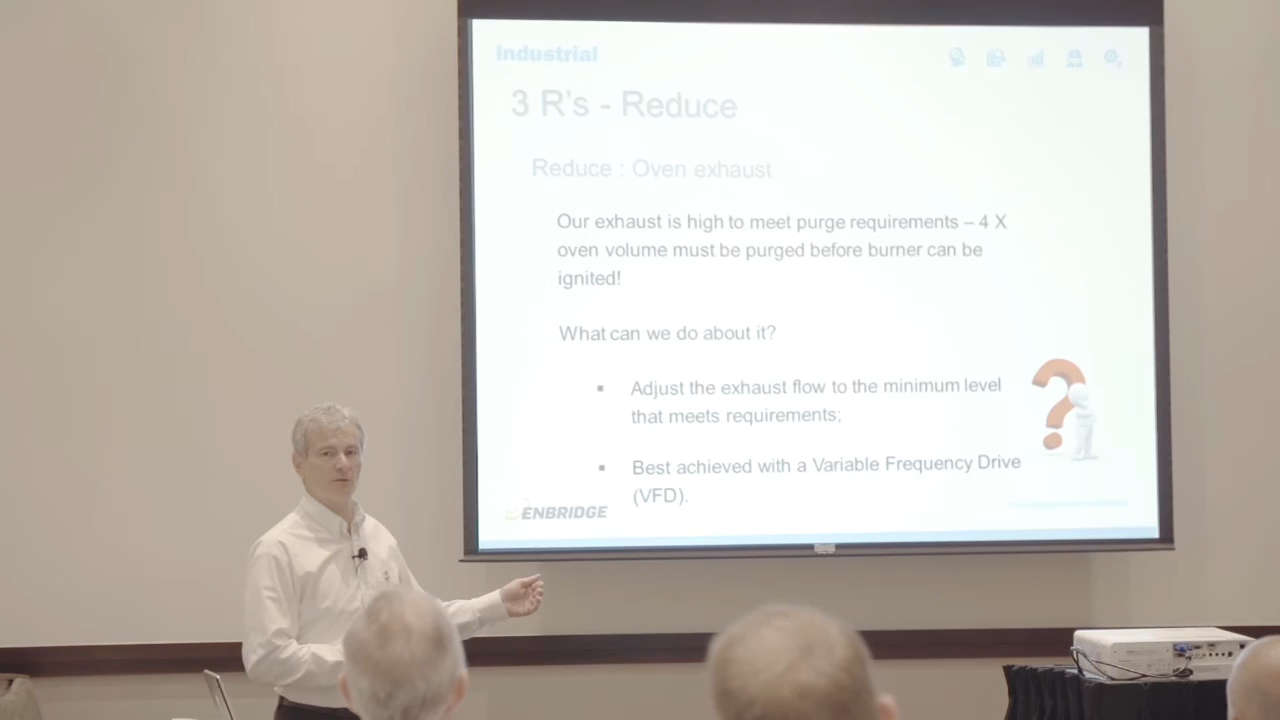 Industrial
3 R's - Reduce
Reduce : Oven exhaust
Our exhaust is high to meet purge requirements – 4 X
oven volume must be purged before burner can be
ignited!
What can we do about it?
▪ Adjust the exhaust flow to the minimum level
that meets requirements;
▪ Best achieved with a Variable Frequency Drive
(VFD).
ENBRIDGE